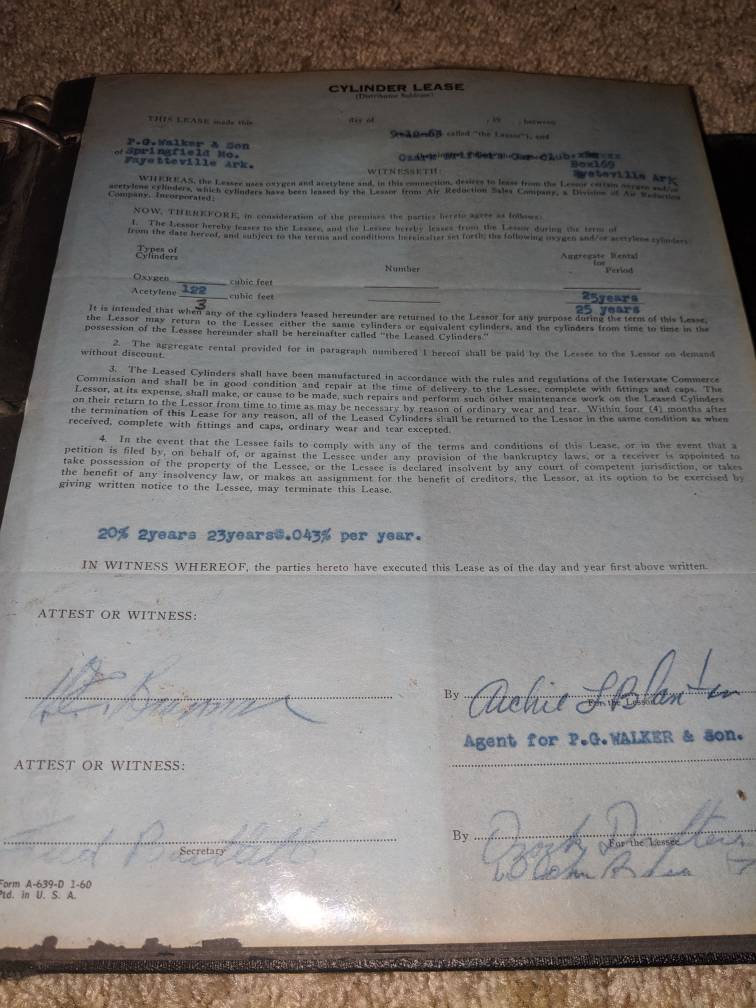 CYLINDER LEASE
(Distributor Sublease)
THIS LEASE made this day of , 19 , between
9-10-63 called "the Lessor"), and
P.G.Walker & Son
of Springfield Mo.
Fayetteville Ark.
Car Club
Box169
Ark
WITNESSETH:
WHEREAS, the Lessee uses oxygen and acetylene and, in this connection, desires to lease from the Lessor certain oxygen and/or
acetylene cylinders, which cylinders have been leased by the Lessor from Air Reduction Sales Company, a Division of Air Reduction
Company, Incorporated;
NOW, THEREFORE, in consideration of the premises the parties hereto agree as follows:
1. The Lessor hereby leases to the Lessee, and the Lessee hereby leases from the Lessor during the term of
from the date hereof, and subject to the terms and conditions hereinafter set forth, the following oxygen and/or acetylene cylinders:
Types of
Cylinders
Number
Aggregate Rental
for
Period
Oxygen cubic feet
Acetylene 122 cubic feet
3
25years
25 years
It is intended that when any of the cylinders leased hereunder are returned to the Lessor for any purpose during the term of this Lease,
the Lessor may return to the Lessee either the same cylinders or equivalent cylinders, and the cylinders from time to time in the
possession of the Lessee hereunder shall be hereinafter called "the Leased Cylinders."
2. The aggregate rental provided for in paragraph numbered 1 hereof shall be paid by the Lessee to the Lessor on demand
without discount.
3. The Leased Cylinders shall have been manufactured in accordance with the rules and regulations of the Interstate Commerce
Commission and shall be in good condition and repair at the time of delivery to the Lessee, complete with fittings and caps. The
Lessor, at its expense, shall make, or cause to be made, such repairs and perform such other maintenance work on the Leased Cylinders
on their return to the Lessor from time to time as may be necessary by reason of ordinary wear and tear. Within four (4) months after
the termination of this Lease for any reason, all of the Leased Cylinders shall be returned to the Lessor in the same condition as when
received, complete with fittings and caps, ordinary wear and tear excepted.
4. In the event that the Lessee fails to comply with any of the terms and conditions of this Lease, or in the event that a
petition is filed by, on behalf of, or against the Lessee under any provision of the bankruptcy laws, or a receiver is appointed to
take possession of the property of the Lessee, or the Lessee is declared insolvent by any court of competent jurisdiction, or takes
the benefit of any insolvency law, or makes an assignment for the benefit of creditors, the Lessor, at its option to be exercised by
giving written notice to the Lessee, may terminate this Lease.
20% 2years 23years@.043% per year.
IN WITNESS WHEREOF, the parties hereto have executed this Lease as of the day and year first above written.
ATTEST OR WITNESS:
By Archie L Blanton
For the Lessor
Agent for P.G.WALKER & Son.
ATTEST OR WITNESS:
Secretary
By
For the Lessee
Form A-639-D 1-60
Ptd. in U. S. A.